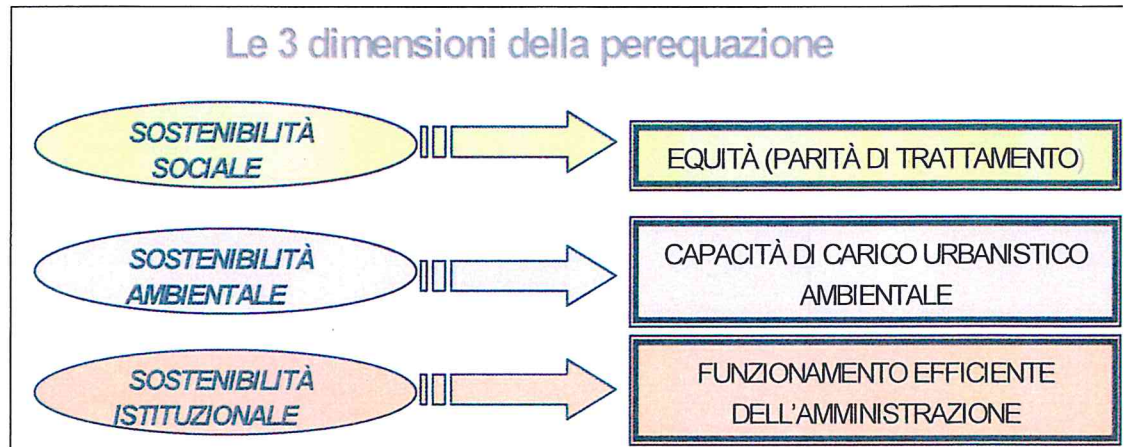 Le 3 dimensioni della perequazione
SOSTENIBILITÀ
SOCIALE
EQUITÀ (PARITÀ DI TRATTAMENTO)
SOSTENIBILITÀ
AMBIENTALE
CAPACITÀ DI CARICO URBANISTICO
AMBIENTALE
SOSTENIBILITÀ
ISTITUZIONALE
FUNZIONAMENTO EFFICIENTE
DELL'AMMINISTRAZIONE